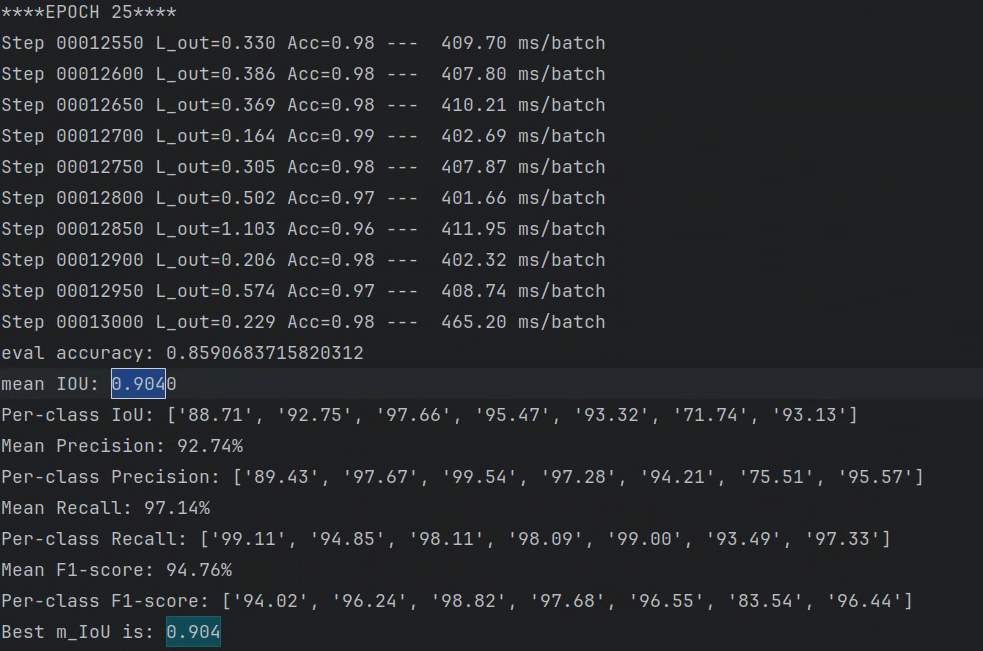 ****EPOCH 25****
Step 00012550 L_out=0.330 Acc=0.98 ---  409.70 ms/batch
Step 00012600 L_out=0.386 Acc=0.98 ---  407.80 ms/batch
Step 00012650 L_out=0.369 Acc=0.98 ---  410.21 ms/batch
Step 00012700 L_out=0.164 Acc=0.99 ---  402.69 ms/batch
Step 00012750 L_out=0.305 Acc=0.98 ---  407.87 ms/batch
Step 00012800 L_out=0.502 Acc=0.97 ---  401.66 ms/batch
Step 00012850 L_out=1.103 Acc=0.96 ---  411.95 ms/batch
Step 00012900 L_out=0.206 Acc=0.98 ---  402.32 ms/batch
Step 00012950 L_out=0.574 Acc=0.97 ---  408.74 ms/batch
Step 00013000 L_out=0.229 Acc=0.98 ---  465.20 ms/batch
eval accuracy: 0.8590683715820312
mean IOU: 0.9040
Per-class IoU: ['88.71', '92.75', '97.66', '95.47', '93.32', '71.74', '93.13']
Mean Precision: 92.74%
Per-class Precision: ['89.43', '97.67', '99.54', '97.28', '94.21', '75.51', '95.57']
Mean Recall: 97.14%
Per-class Recall: ['99.11', '94.85', '98.11', '98.09', '99.00', '93.49', '97.33']
Mean F1-score: 94.76%
Per-class F1-score: ['94.02', '96.24', '98.82', '97.68', '96.55', '83.54', '96.44']
Best m_IoU is: 0.904